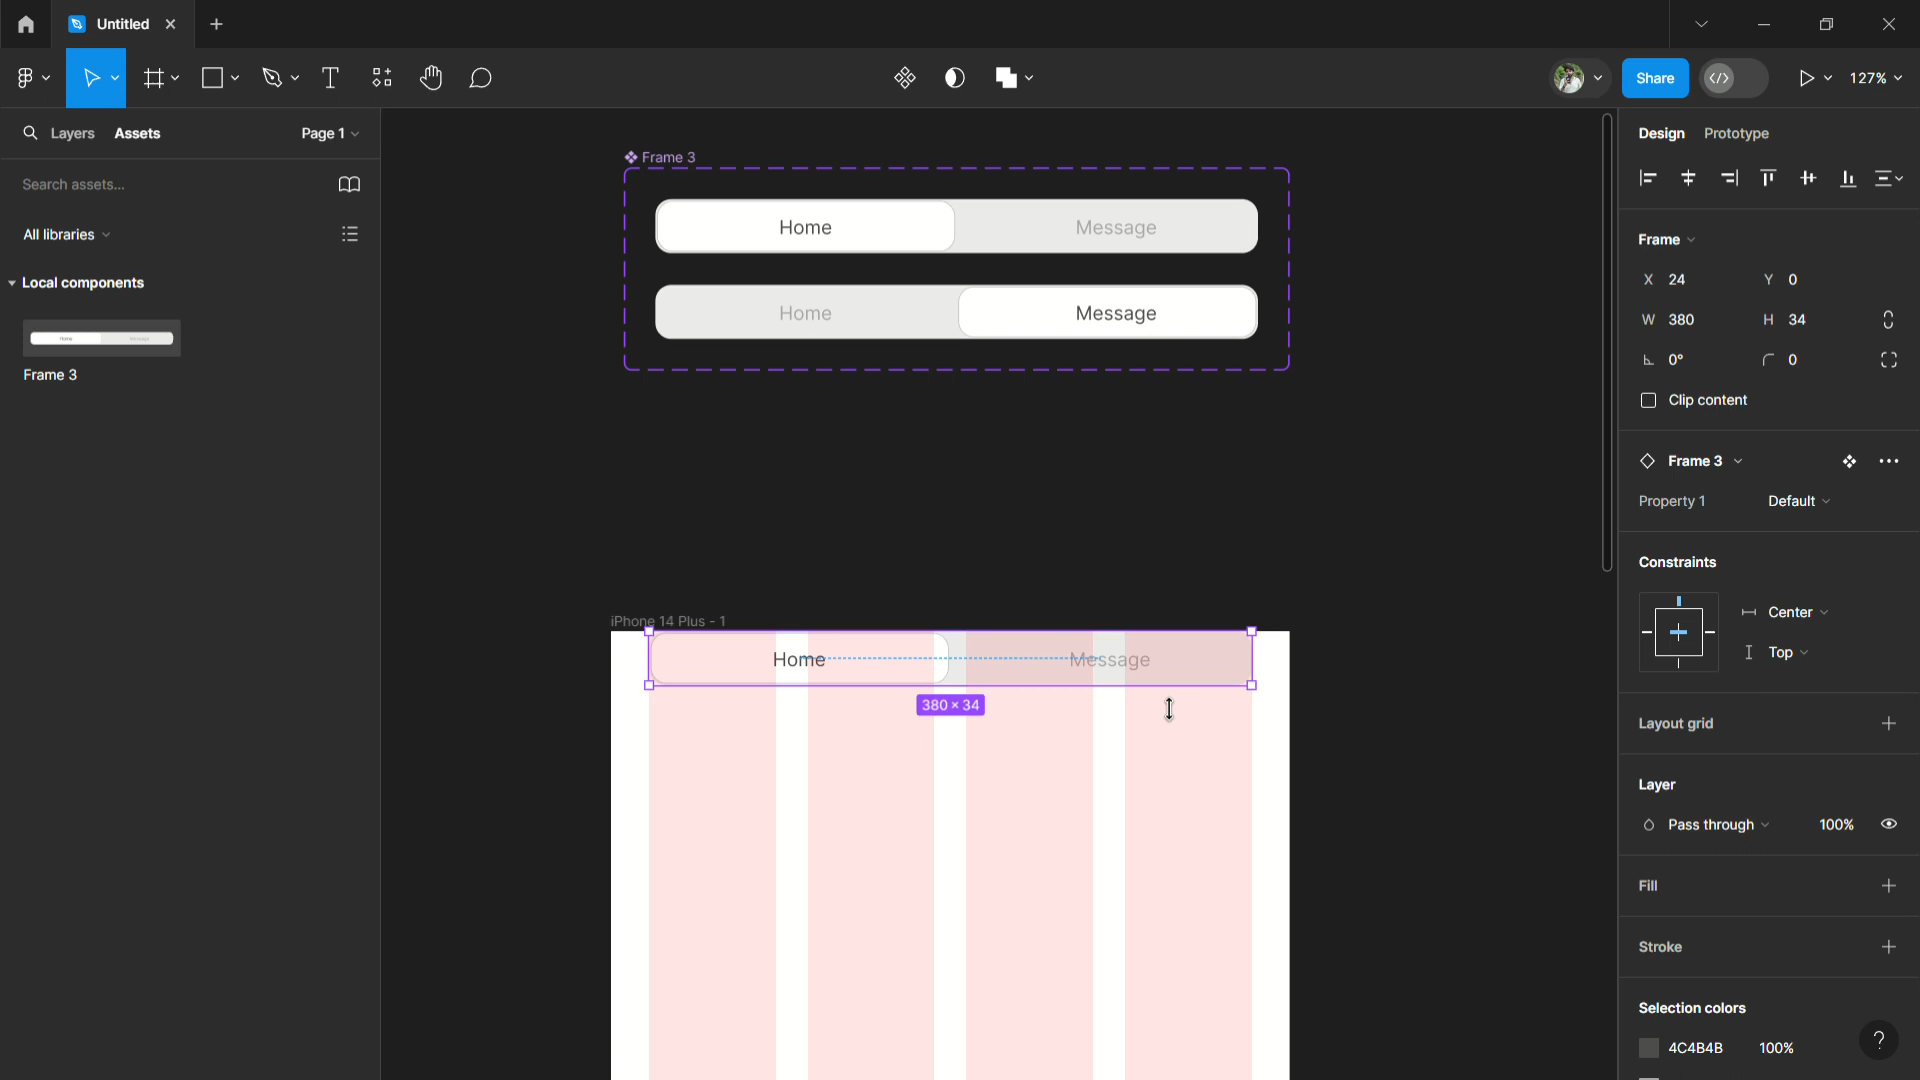 Untitled
Share
127%
Layers
Assets
Page 1
Search assets...
All libraries
Local components
Home
Message
Frame 3
Frame 3
Home
Message
Home
Message
iPhone 14 Plus - 1
Home
Message
380 × 34
Design
Prototype
Frame
X 24
Y 0
W 380
H 34
0°
0
Clip content
Frame 3
Property 1
Default
Constraints
Center
Top
Layout grid
Layer
Pass through
100%
Fill
Stroke
Selection colors
4C4B4B
100%
?